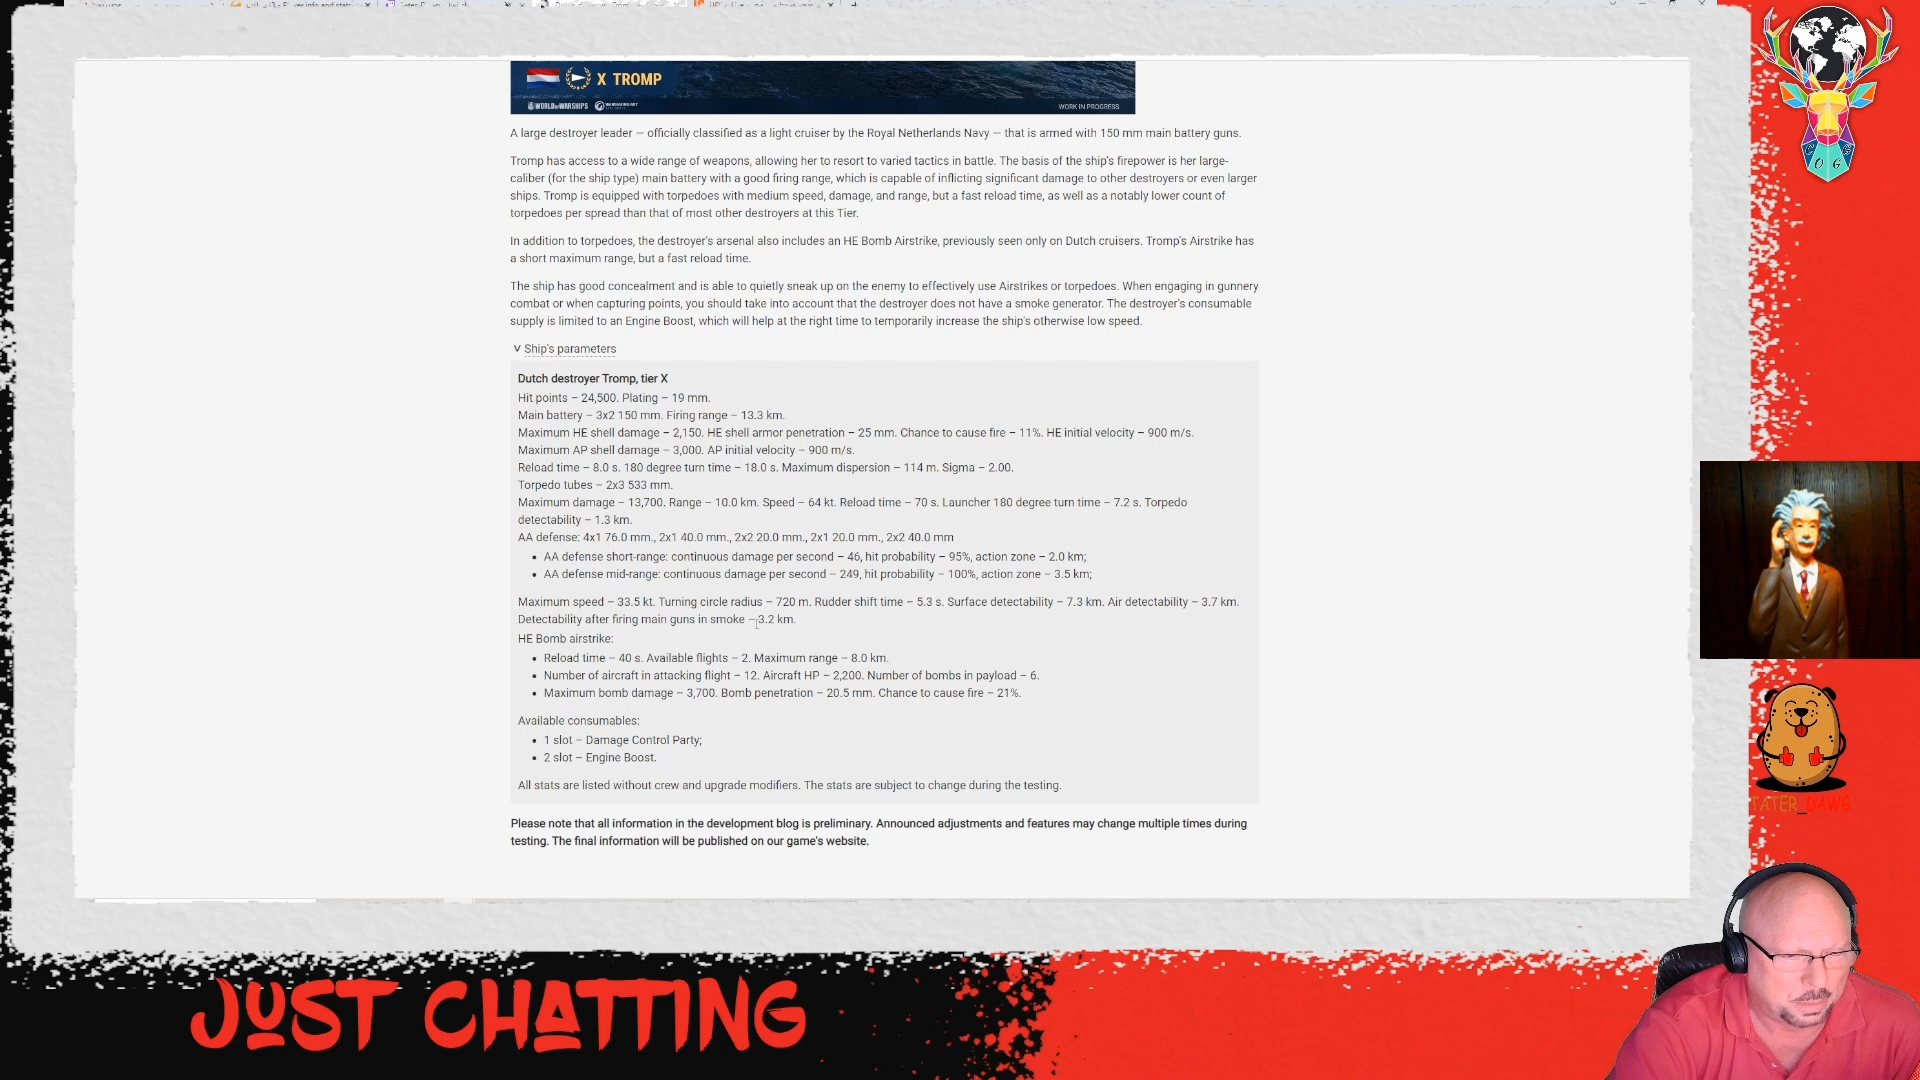 X TROMP
WORLD OF WARSHIPS
WORK IN PROGRESS
A large destroyer leader — officially classified as a light cruiser by the Royal Netherlands Navy — that is armed with 150 mm main battery guns.
Tromp has access to a wide range of weapons, allowing her to resort to varied tactics in battle. The basis of the ship's firepower is her large-
caliber (for the ship type) main battery with a good firing range, which is capable of inflicting significant damage to other destroyers or even larger
ships. Tromp is equipped with torpedoes with medium speed, damage, and range, but a fast reload time, as well as a notably lower count of
torpedoes per spread than that of most other destroyers at this Tier.
In addition to torpedoes, the destroyer's arsenal also includes an HE Bomb Airstrike, previously seen only on Dutch cruisers. Tromp's Airstrike has
a short maximum range, but a fast reload time.
The ship has good concealment and is able to quietly sneak up on the enemy to effectively use Airstrikes or torpedoes. When engaging in gunnery
combat or when capturing points, you should take into account that the destroyer does not have a smoke generator. The destroyer's consumable
supply is limited to an Engine Boost, which will help at the right time to temporarily increase the ship's otherwise low speed.
Ship's parameters
Dutch destroyer Tromp, tier X
Hit points – 24,500. Plating – 19 mm.
Main battery – 3x2 150 mm. Firing range – 13.3 km.
Maximum HE shell damage – 2,150. HE shell armor penetration – 25 mm. Chance to cause fire – 11%. HE initial velocity – 900 m/s.
Maximum AP shell damage – 3,000. AP initial velocity – 900 m/s.
Reload time – 8.0 s. 180 degree turn time – 18.0 s. Maximum dispersion – 114 m. Sigma – 2.00.
Torpedo tubes – 2x3 533 mm.
Maximum damage – 13,700. Range – 10.0 km. Speed – 64 kt. Reload time – 70 s. Launcher 180 degree turn time – 7.2 s. Torpedo
detectability – 1.3 km.
AA defense: 4x1 76.0 mm., 2x1 40.0 mm., 2x2 20.0 mm., 2x1 20.0 mm., 2x2 40.0 mm
• AA defense short-range: continuous damage per second – 46, hit probability – 95%, action zone – 2.0 km;
• AA defense mid-range: continuous damage per second – 249, hit probability – 100%, action zone – 3.5 km;
Maximum speed – 33.5 kt. Turning circle radius – 720 m. Rudder shift time – 5.3 s. Surface detectability – 7.3 km. Air detectability – 3.7 km.
Detectability after firing main guns in smoke – 3.2 km.
HE Bomb airstrike:
• Reload time – 40 s. Available flights – 2. Maximum range – 8.0 km.
• Number of aircraft in attacking flight – 12. Aircraft HP – 2,200. Number of bombs in payload – 6.
• Maximum bomb damage – 3,700. Bomb penetration – 20.5 mm. Chance to cause fire – 21%.
Available consumables:
• 1 slot – Damage Control Party;
• 2 slot – Engine Boost.
All stats are listed without crew and upgrade modifiers. The stats are subject to change during the testing.
Please note that all information in the development blog is preliminary. Announced adjustments and features may change multiple times during
testing. The final information will be published on our game's website.
OG
TATER_DAWG
JUST CHATTING